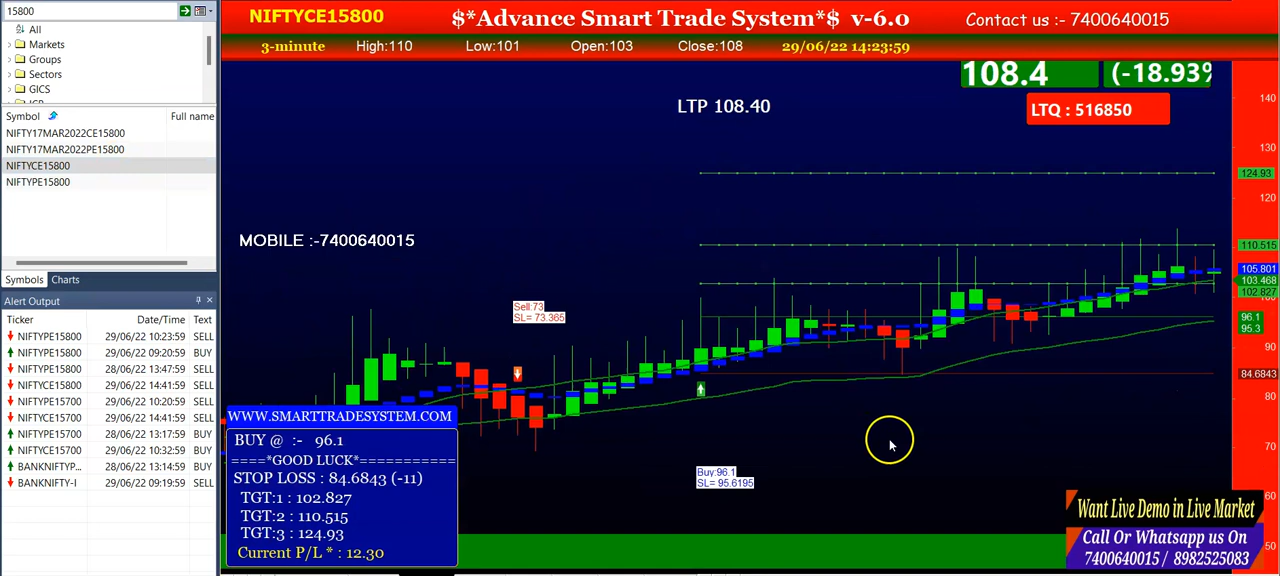 15800
All
Markets
Groups
Sectors
GICS
Symbol Full name
NIFTY17MAR2022CE15800
NIFTY17MAR2022PE15800
NIFTYCE15800
NIFTYPE15800
Symbols Charts
Alert Output
Ticker Date/Time Text
NIFTYPE15800 29/06/22 10:23:59 SELL
NIFTYPE15800 29/06/22 09:20:59 BUY
NIFTYPE15800 28/06/22 13:47:59 SELL
NIFTYCE15800 29/06/22 14:41:59 SELL
NIFTYPE15700 29/06/22 10:20:59 SELL
NIFTYCE15700 29/06/22 14:41:59 SELL
NIFTYPE15700 28/06/22 13:17:59 BUY
NIFTYCE15700 29/06/22 10:32:59 BUY
BANKNIFTYP... 28/06/22 13:14:59 BUY
BANKNIFTY-I 29/06/22 09:19:59 SELL
NIFTYCE15800 $*Advance Smart Trade System*$ v-6.0 Contact us :- 7400640015
3-minute High:110 Low:101 Open:103 Close:108 29/06/22 14:23:59
108.4 (-18.93%
LTP 108.40
LTQ : 516850
MOBILE :-7400640015
Sell:73
SL= 73.365
Buy:96.1
SL= 95.6195
WWW.SMARTTRADESYSTEM.COM
BUY @ :- 96.1
====*GOOD LUCK*===========
STOP LOSS : 84.6843 (-11)
TGT:1 : 102.827
TGT:2 : 110.515
TGT:3 : 124.93
Current P/L * : 12.30
140
130
124.93
120
110.515
105.801
103.468
102.827
96.1
95.3
90
84.6843
80
70
60
50
Want Live Demo in Live Market
Call Or Whatsapp us On
7400640015 / 8982525083